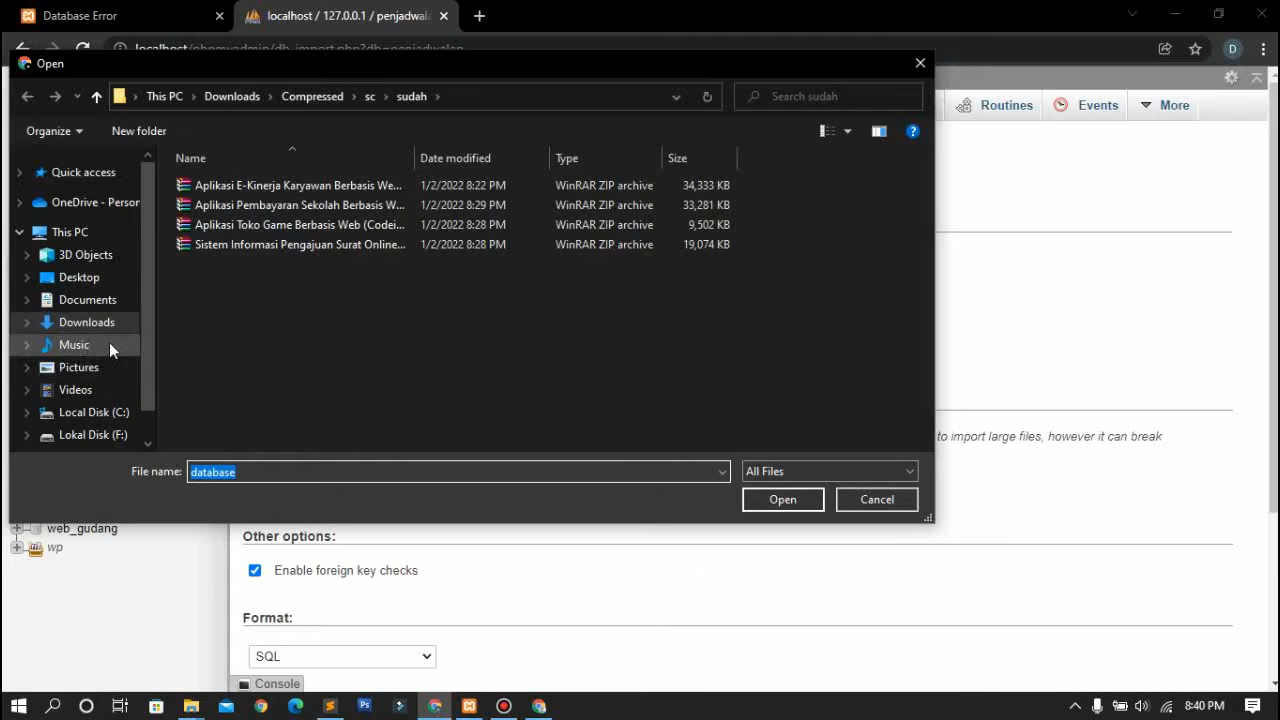 Database Error
localhost / 127.0.0.1 / penjadwala
localhost/phpmyadmin/db_import.php?db=penjadwalan
D
Open
This PC > Downloads > Compressed > sc > sudah >
Search sudah
Routines
Events
More
Organize
New folder
Name
Date modified
Type
Size
Quick access
OneDrive - Person
This PC
3D Objects
Desktop
Documents
Downloads
Music
Pictures
Videos
Local Disk (C:)
Lokal Disk (F:)
Aplikasi E-Kinerja Karyawan Berbasis We... 1/2/2022 8:22 PM WinRAR ZIP archive 34,333 KB
Aplikasi Pembayaran Sekolah Berbasis W... 1/2/2022 8:29 PM WinRAR ZIP archive 33,281 KB
Aplikasi Toko Game Berbasis Web (Codei... 1/2/2022 8:28 PM WinRAR ZIP archive 9,502 KB
Sistem Informasi Pengajuan Surat Online... 1/2/2022 8:28 PM WinRAR ZIP archive 19,074 KB
to import large files, however it can break
File name: database
All Files
Open
Cancel
web_gudang
wp
Other options:
Enable foreign key checks
Format:
SQL
Console
8:40 PM